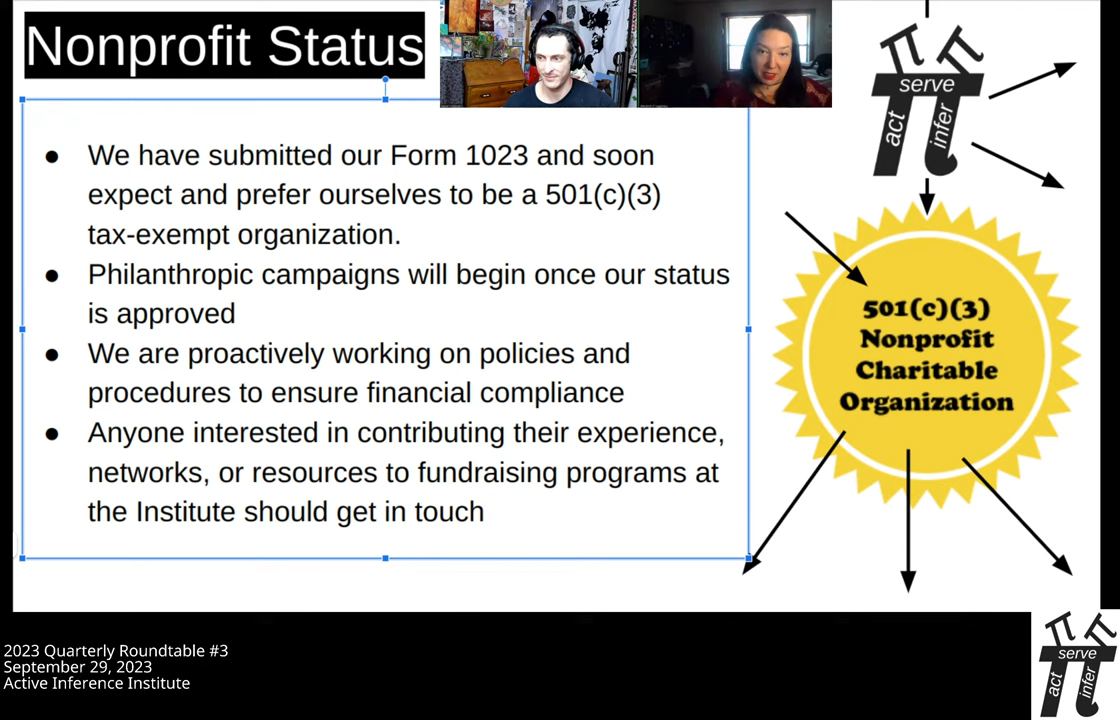 Nonprofit Status
● We have submitted our Form 1023 and soon
expect and prefer ourselves to be a 501(c)(3)
tax-exempt organization.
● Philanthropic campaigns will begin once our status
is approved
● We are proactively working on policies and
procedures to ensure financial compliance
● Anyone interested in contributing their experience,
networks, or resources to fundraising programs at
the Institute should get in touch
serve
act
infer
501(c)(3)
Nonprofit
Charitable
Organization
2023 Quarterly Roundtable #3
September 29, 2023
Active Inference Institute
serve
act
infer